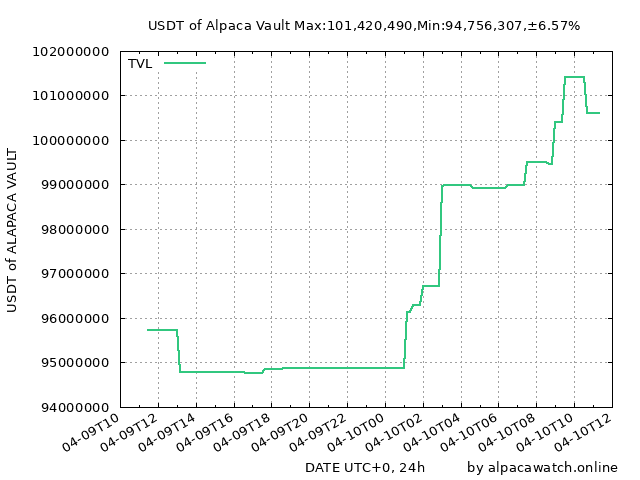 USDT of Alpaca Vault Max:101,420,490,Min:94,756,307,±6.57%
TVL
102000000
101000000
100000000
99000000
98000000
97000000
96000000
95000000
94000000
USDT of ALAPACA VAULT
04-09T10
04-09T12
04-09T14
04-09T16
04-09T18
04-09T20
04-09T22
04-10T00
04-10T02
04-10T04
04-10T06
04-10T08
04-10T10
04-10T12
DATE UTC+0, 24h
by alpacawatch.online